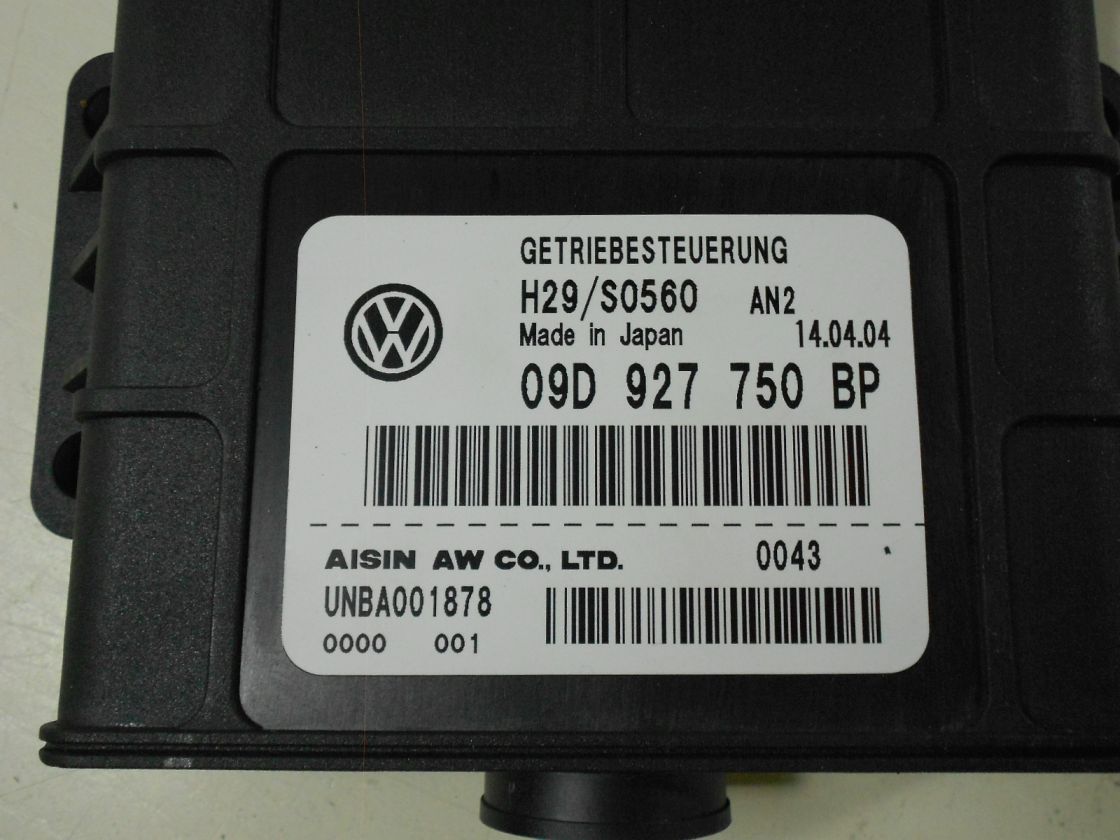 GETRIEBESTEUERUNG
H29/S0560 AN2
Made in Japan 14.04.04
09D 927 750 BP
AISIN AW CO., LTD. 0043
UNBA001878
0000 001